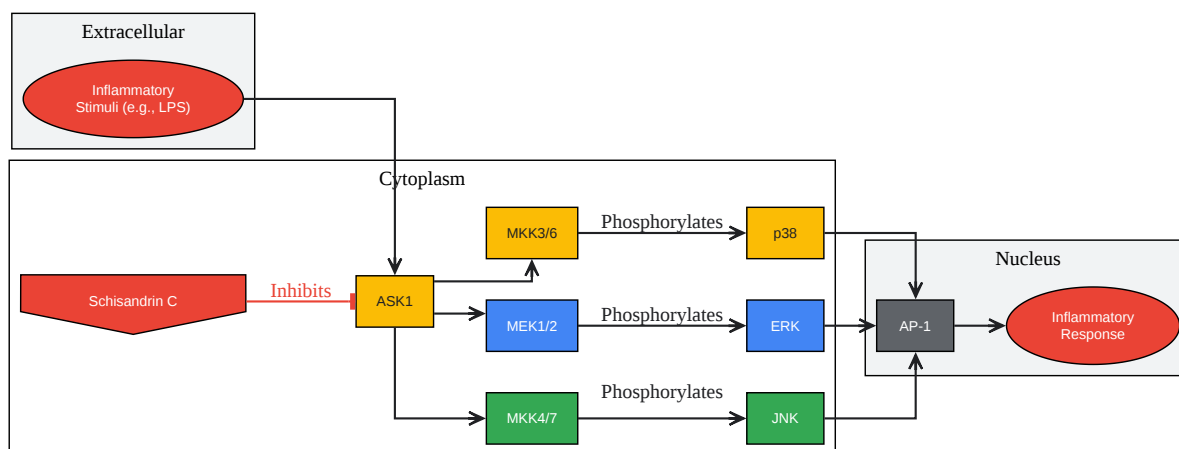 Extracellular
Inflammatory
Stimuli (e.g., LPS)
Cytoplasm
MKK3/6
Phosphorylates
p38
Nucleus
Schisandrin C
Inhibits
ASK1
MEK1/2
Phosphorylates
ERK
AP-1
Inflammatory
Response
MKK4/7
Phosphorylates
JNK